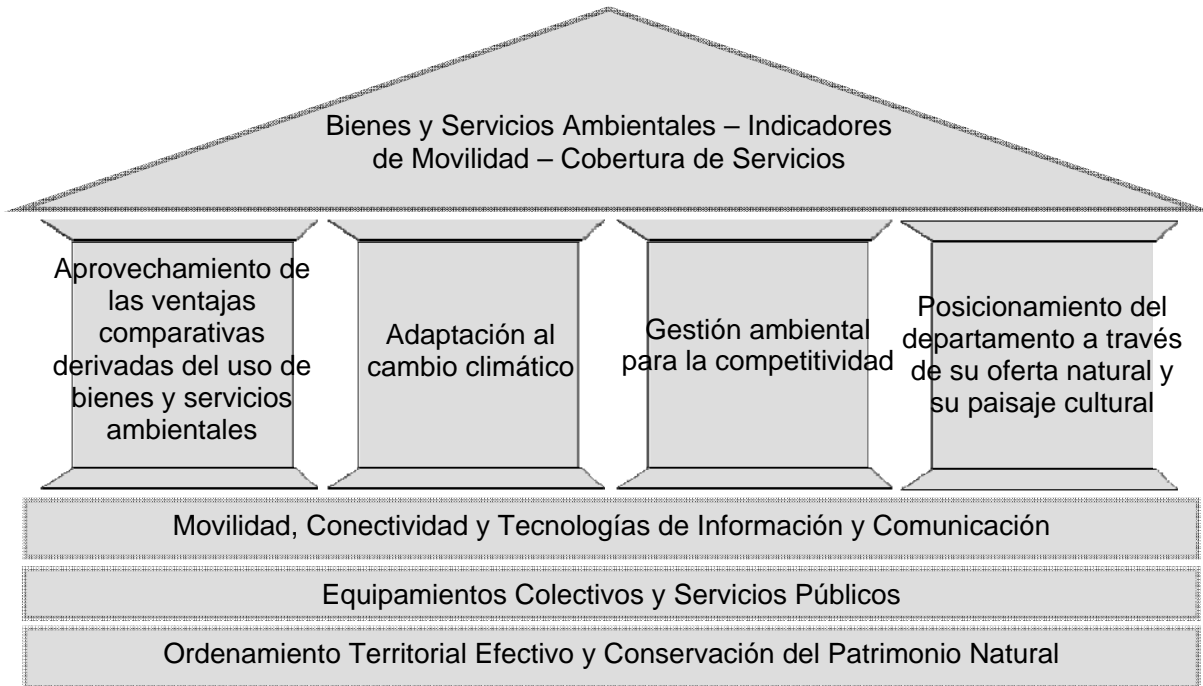 Bienes y Servicios Ambientales – Indicadores
de Movilidad – Cobertura de Servicios
Aprovechamiento de
las ventajas
comparativas
derivadas del uso de
bienes y servicios
ambientales
Adaptación al
cambio climático
Gestión ambiental
para la competitividad
Posicionamiento del
departamento a través
de su oferta natural y
su paisaje cultural
Movilidad, Conectividad y Tecnologías de Información y Comunicación
Equipamientos Colectivos y Servicios Públicos
Ordenamiento Territorial Efectivo y Conservación del Patrimonio Natural